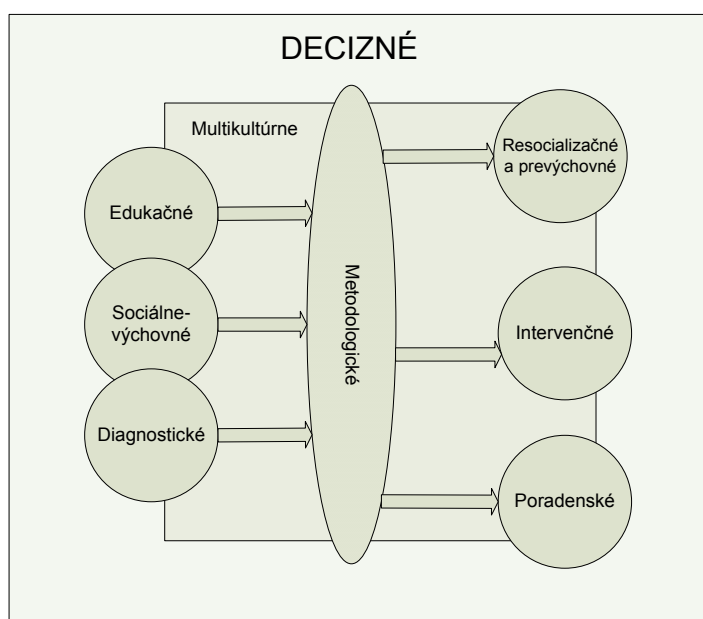 DECIZNÉ
Multikultúrne
Edukačné
Sociálne-
výchovné
Diagnostické
Metodologické
Resocializačné
a prevýchovné
Intervenčné
Poradenské